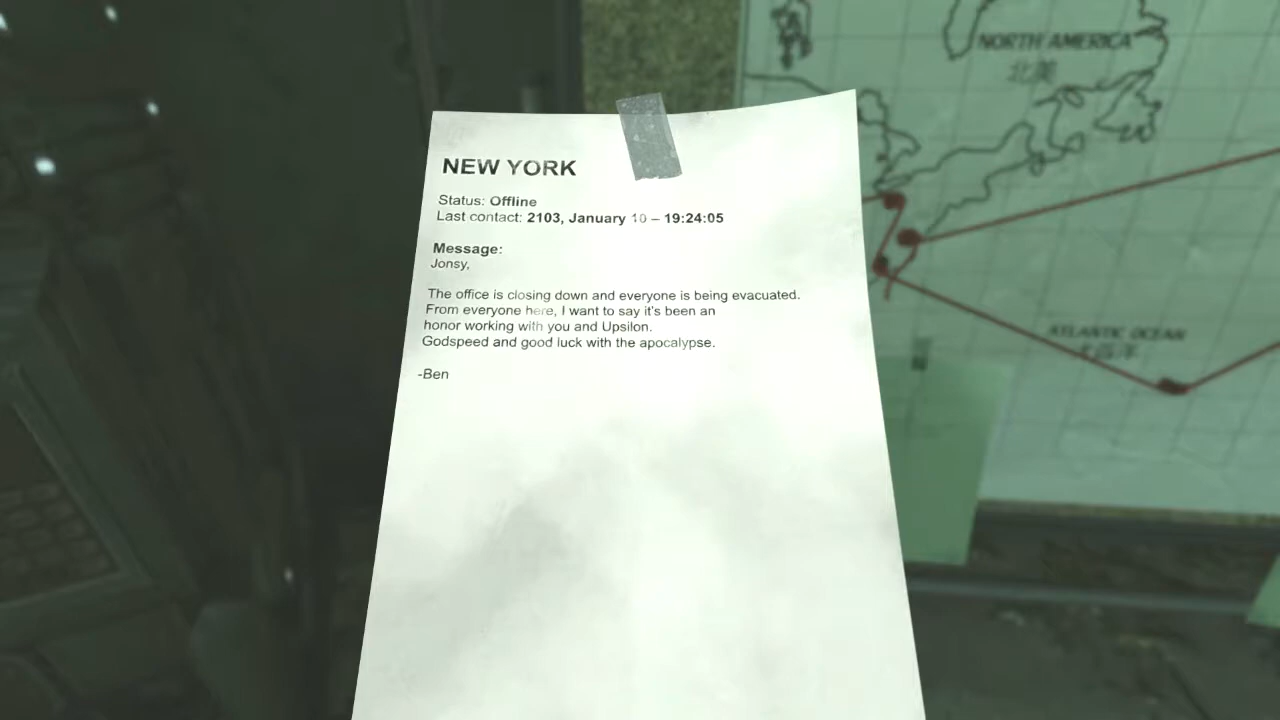 NEW YORK
Status: Offline
Last contact: 2103, January 10 – 19:24:05
Message:
Jonsy,
The office is closing down and everyone is being evacuated.
From everyone here, I want to say it's been an
honor working with you and Upsilon.
Godspeed and good luck with the apocalypse.
-Ben
NORTH AMERICA
北美
ATLANTIC OCEAN